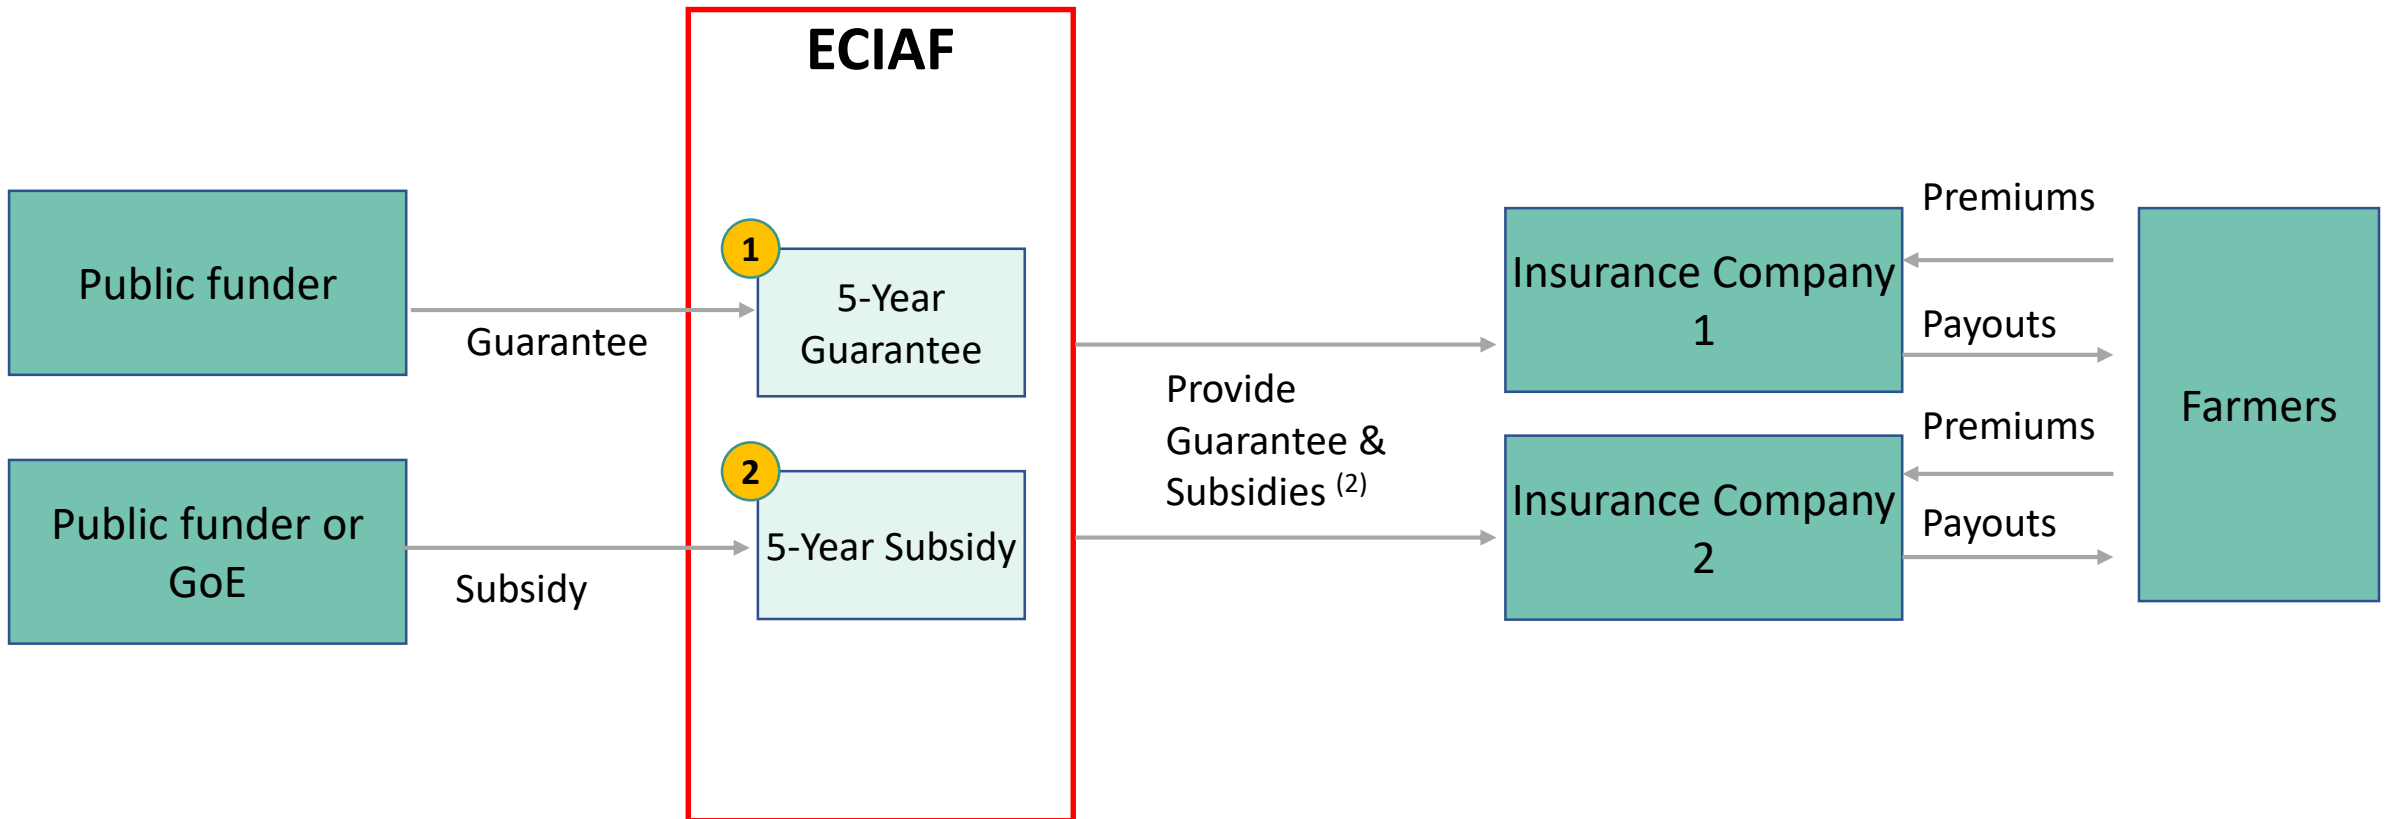 ECIAF
Public funder
Guarantee
1
5-Year
Guarantee
Public funder or
GoE
Subsidy
2
5-Year Subsidy
Provide
Guarantee &
Subsidies (2)
Insurance Company
1
Insurance Company
2
Premiums
Payouts
Premiums
Payouts
Farmers